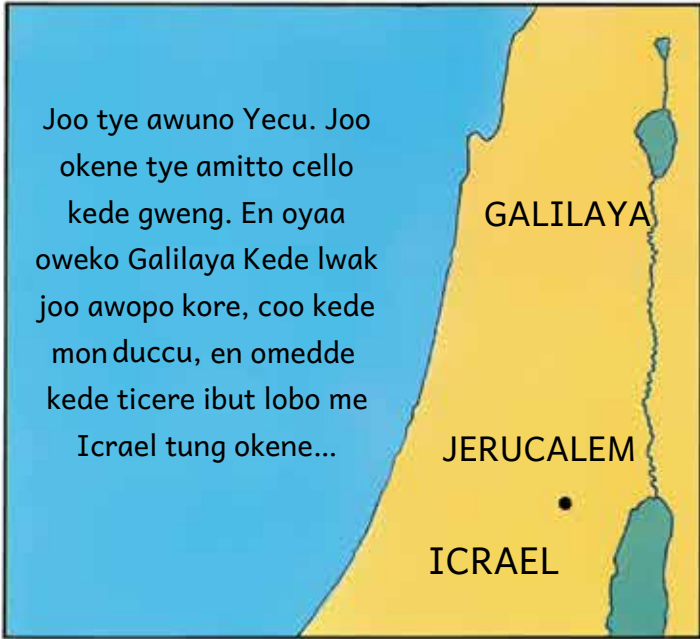 Joo tye awuno Yecu. Joo
okene tye amitto cello
kede gweng. En oyaa
oweko Galilaya Kede lwak
joo awopo kore, coo kede
mon duccu, en omedde
kede ticere ibut lobo me
Icrael tung okene...
GALILAYA
JERUCALEM
ICRAEL